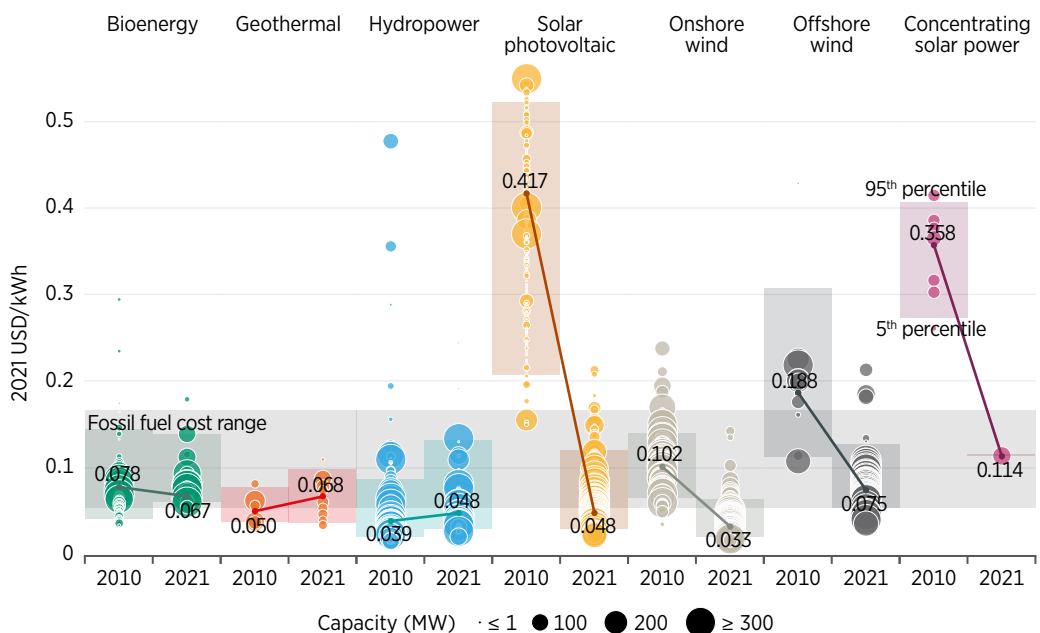 Bioenergy Geothermal Hydropower Solar photovoltaic Onshore wind Offshore wind Concentrating solar power
2021 USD/kWh
0.5
0.4
0.3
0.2
0.1
0
0.417
95th percentile
0.358
5th percentile
0.188
Fossil fuel cost range
0.102
0.078
0.067
0.050
0.068
0.039
0.048
0.048
0.033
0.075
0.114
2010 2021 2010 2021 2010 2021 2010 2021 2010 2021 2010 2021 2010 2021
Capacity (MW) ≤ 1 100 200 ≥ 300